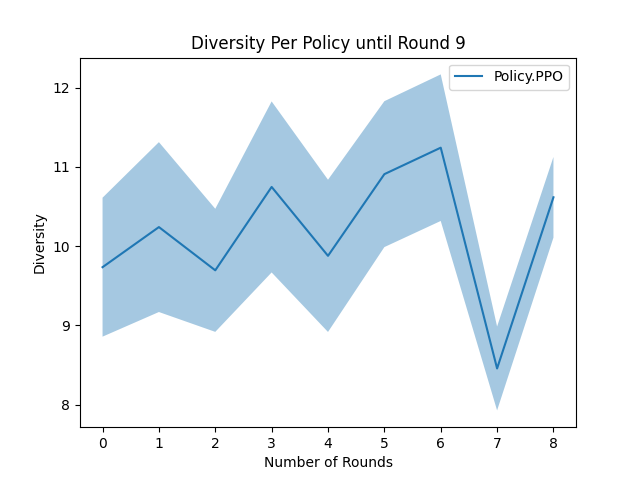 Diversity Per Policy until Round 9
Policy.PPO
12
11
10
9
8
Diversity
0 1 2 3 4 5 6 7 8
Number of Rounds